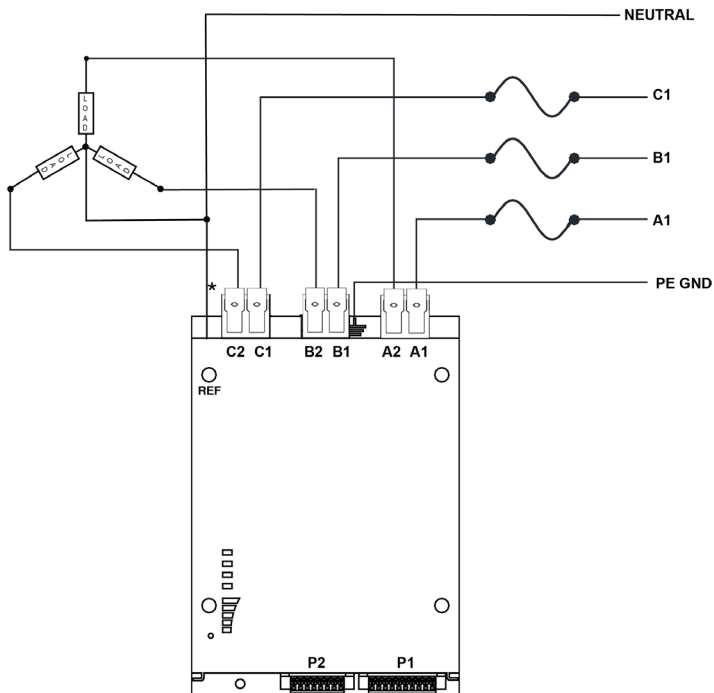 NEUTRAL
C1
LOAD
LOAD
LOAD
B1
A1
PE GND
*
C2 C1 B2 B1 A2 A1
REF
P2 P1